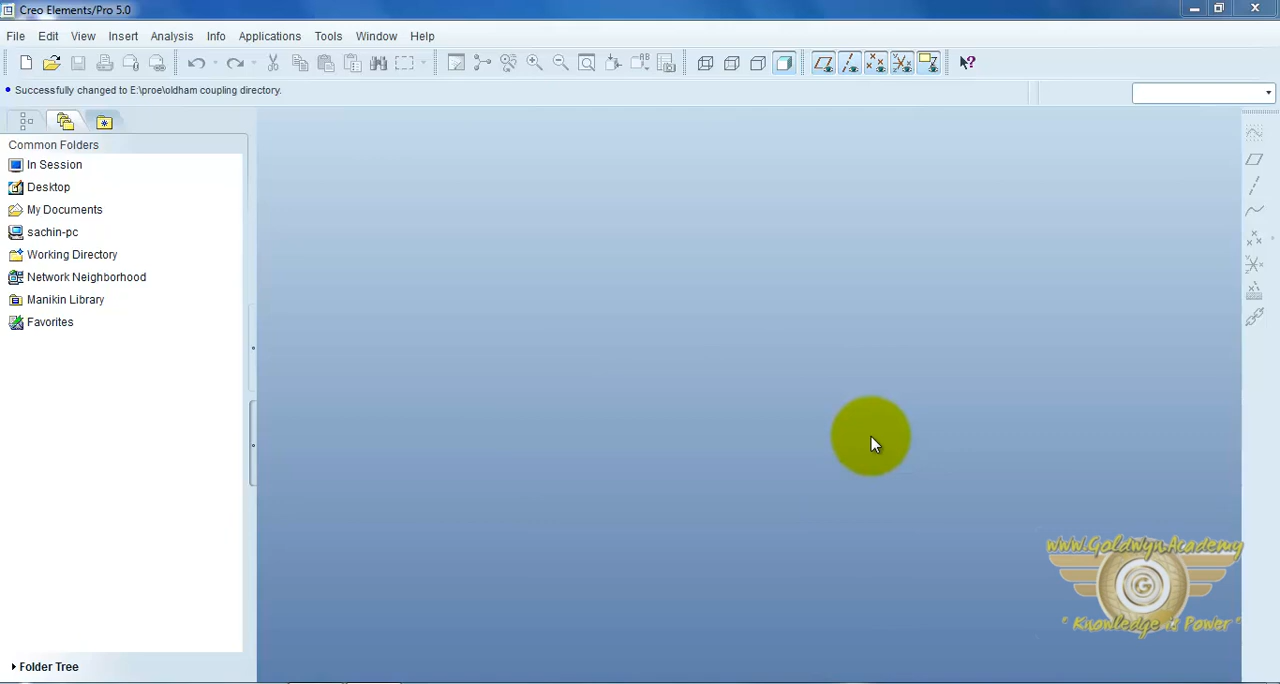 Creo Elements/Pro 5.0
File Edit View Insert Analysis Info Applications Tools Window Help
Successfully changed to E:\proe\oldham coupling directory.
Common Folders
In Session
Desktop
My Documents
sachin-pc
Working Directory
Network Neighborhood
Manikin Library
Favorites
Folder Tree
www.Goldwyn.Academy
G
" Knowledge is Power "